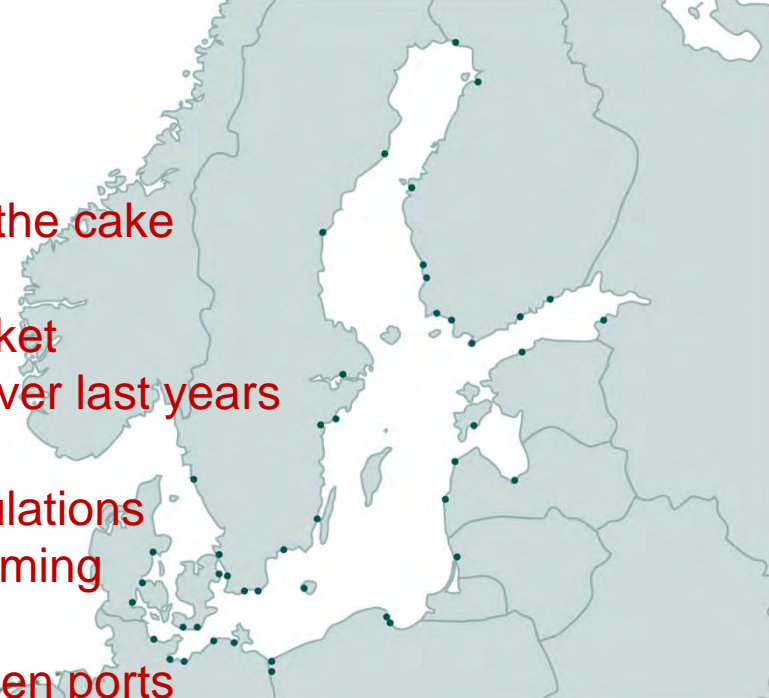 the cake
ket
ver last years
ulations
ming
en ports